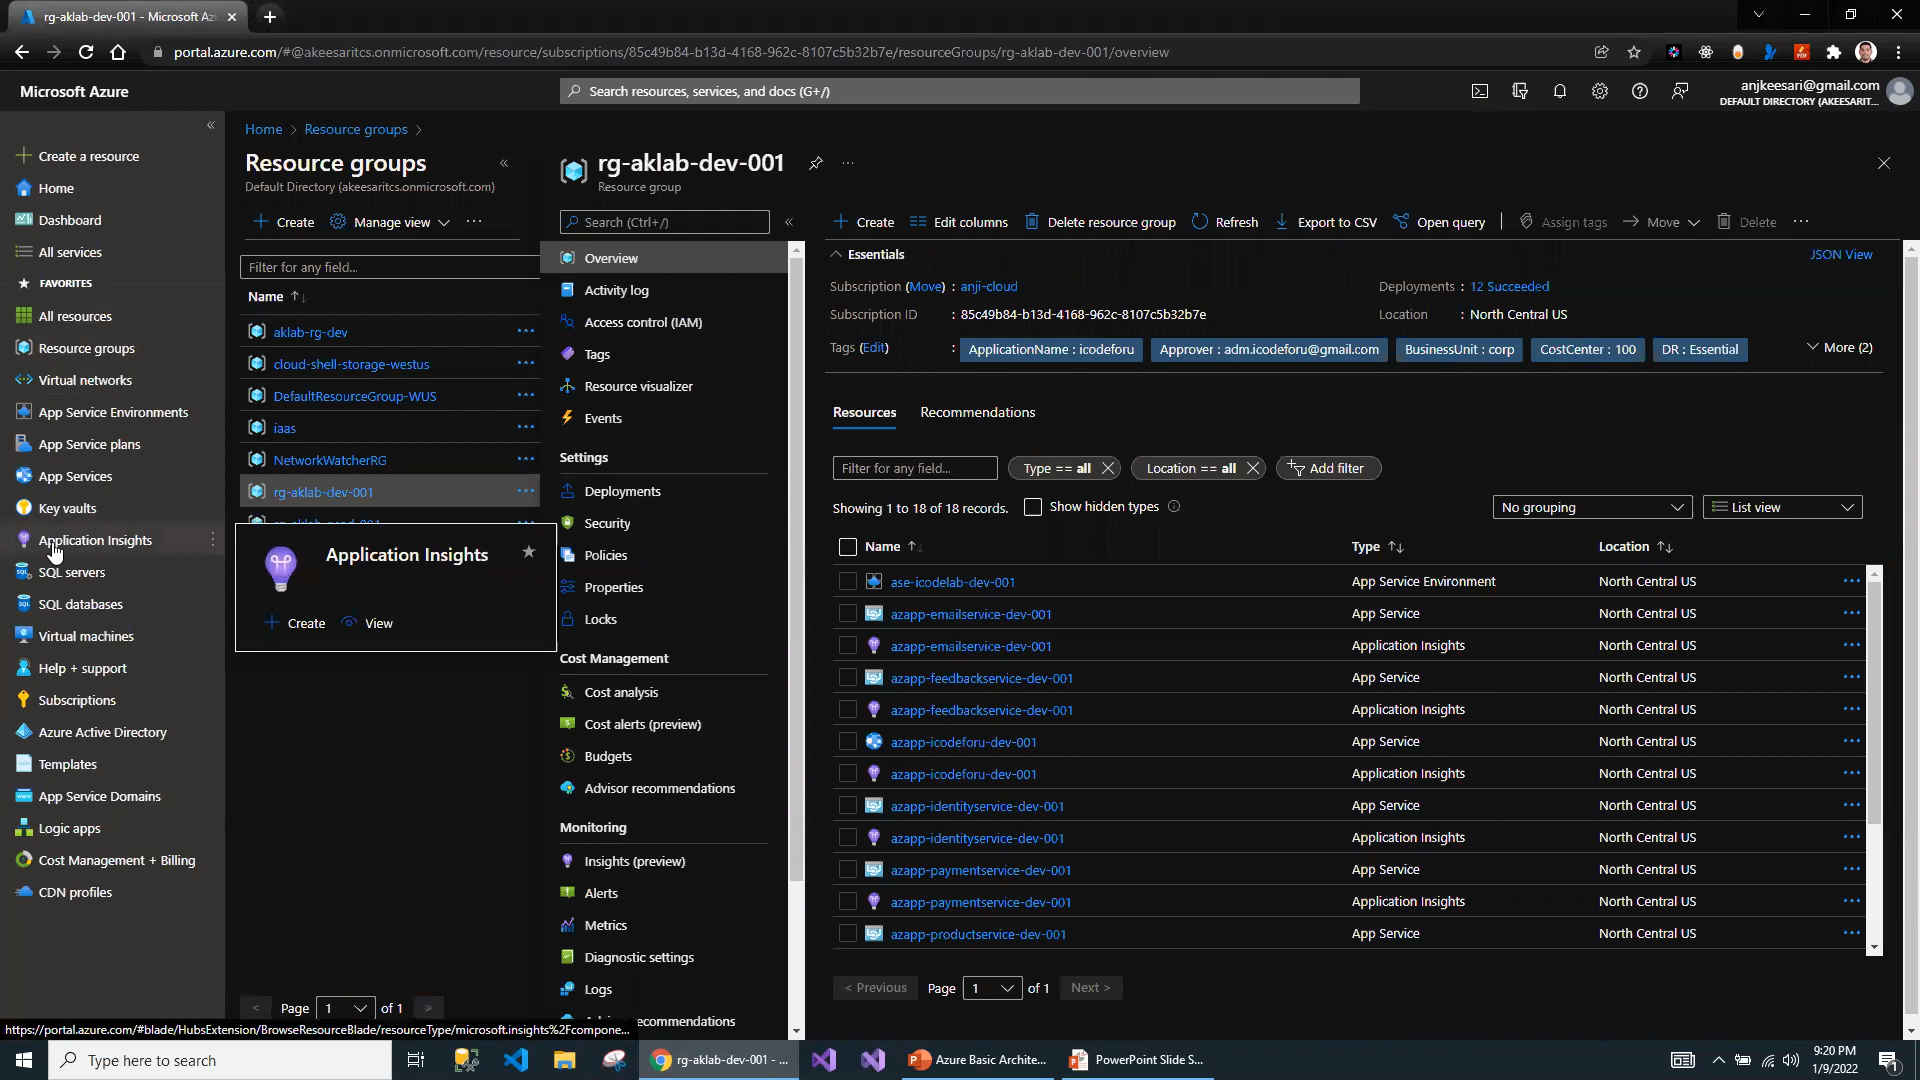 rg-aklab-dev-001 - Microsoft Az
portal.azure.com/#@akeesaritcs.onmicrosoft.com/resource/subscriptions/85c49b84-b13d-4168-962c-8107c5b32b7e/resourceGroups/rg-aklab-dev-001/overview
Microsoft Azure
Search resources, services, and docs (G+/)
anjkeesari@gmail.com
DEFAULT DIRECTORY (AKEESARIT...
Create a resource
Home
Dashboard
All services
FAVORITES
All resources
Resource groups
Virtual networks
App Service Environments
App Service plans
App Services
Key vaults
Application Insights
SQL servers
SQL databases
Virtual machines
Help + support
Subscriptions
Azure Active Directory
Templates
App Service Domains
Logic apps
Cost Management + Billing
CDN profiles
Home > Resource groups >
Resource groups
Default Directory (akeesaritcs.onmicrosoft.com)
Create Manage view
Filter for any field...
Name
aklab-rg-dev
cloud-shell-storage-westus
DefaultResourceGroup-WUS
iaas
NetworkWatcherRG
rg-aklab-dev-001
Application Insights
Create View
< Page 1 of 1 >
rg-aklab-dev-001
Resource group
Search (Ctrl+/)
Overview
Activity log
Access control (IAM)
Tags
Resource visualizer
Events
Settings
Deployments
Security
Policies
Properties
Locks
Cost Management
Cost analysis
Cost alerts (preview)
Budgets
Advisor recommendations
Monitoring
Insights (preview)
Alerts
Metrics
Diagnostic settings
Logs
ecommendations
Create Edit columns Delete resource group Refresh Export to CSV Open query Assign tags Move Delete
Essentials
JSON View
Subscription (Move) : anji-cloud
Deployments : 12 Succeeded
Subscription ID : 85c49b84-b13d-4168-962c-8107c5b32b7e
Location : North Central US
Tags (Edit) : ApplicationName : icodeforu Approver : adm.icodeforu@gmail.com BusinessUnit : corp CostCenter : 100 DR : Essential More (2)
Resources Recommendations
Filter for any field... Type == all Location == all Add filter
Showing 1 to 18 of 18 records. Show hidden types No grouping List view
Name Type Location
ase-icodelab-dev-001 App Service Environment North Central US
azapp-emailservice-dev-001 App Service North Central US
azapp-emailservice-dev-001 Application Insights North Central US
azapp-feedbackservice-dev-001 App Service North Central US
azapp-feedbackservice-dev-001 Application Insights North Central US
azapp-icodeforu-dev-001 App Service North Central US
azapp-icodeforu-dev-001 Application Insights North Central US
azapp-identityservice-dev-001 App Service North Central US
azapp-identityservice-dev-001 Application Insights North Central US
azapp-paymentservice-dev-001 App Service North Central US
azapp-paymentservice-dev-001 Application Insights North Central US
azapp-productservice-dev-001 App Service North Central US
< Previous Page 1 of 1 Next >
https://portal.azure.com/#blade/HubsExtension/BrowseResourceBlade/resourceType/microsoft.insights%2Fcompone...
Type here to search
rg-aklab-dev-001 - ...
Azure Basic Archite...
PowerPoint Slide S...
9:20 PM
1/9/2022